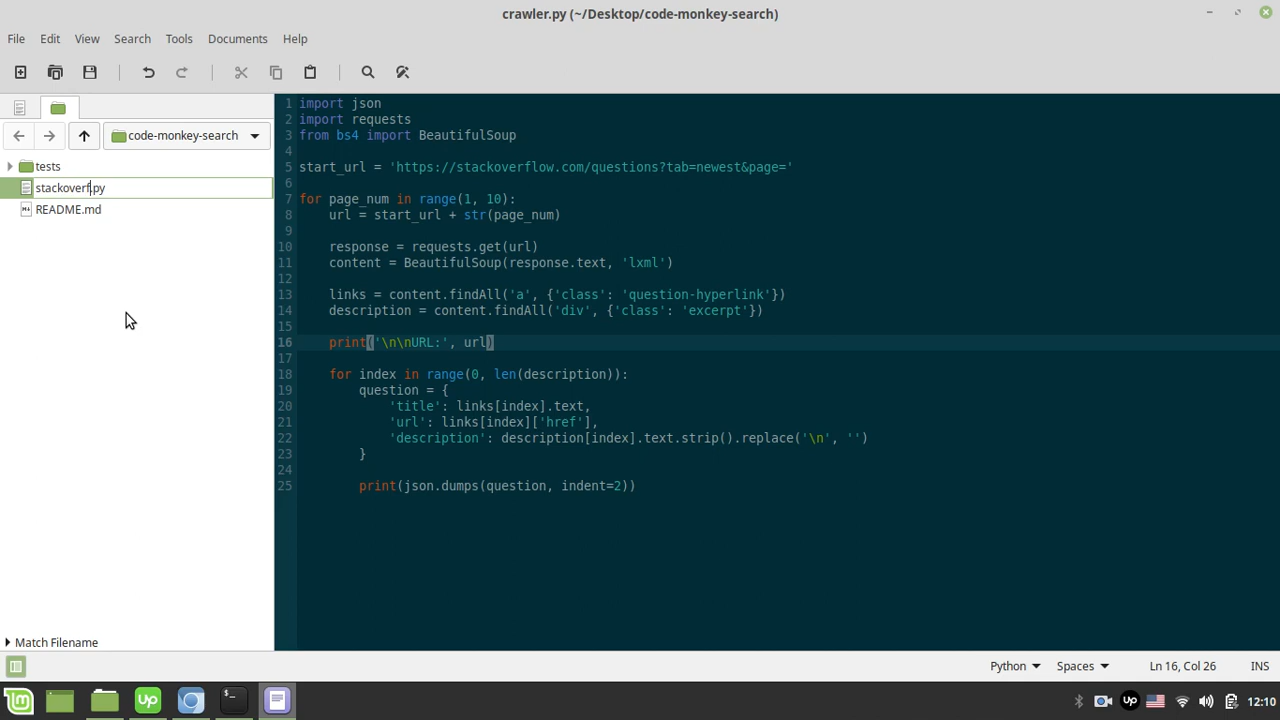 crawler.py (~/Desktop/code-monkey-search)
File Edit View Search Tools Documents Help
code-monkey-search
tests
stackoverf.py
README.md
Match Filename
1 import json
2 import requests
3 from bs4 import BeautifulSoup
4
5 start_url = 'https://stackoverflow.com/questions?tab=newest&page='
6
7 for page_num in range(1, 10):
8     url = start_url + str(page_num)
9
10     response = requests.get(url)
11     content = BeautifulSoup(response.text, 'lxml')
12
13     links = content.findAll('a', {'class': 'question-hyperlink'})
14     description = content.findAll('div', {'class': 'excerpt'})
15
16     print('\n\nURL:', url)
17
18     for index in range(0, len(description)):
19         question = {
20             'title': links[index].text,
21             'url': links[index]['href'],
22             'description': description[index].text.strip().replace('\n', '')
23         }
24
25         print(json.dumps(question, indent=2))
Python Spaces Ln 16, Col 26 INS
up
up 12:10